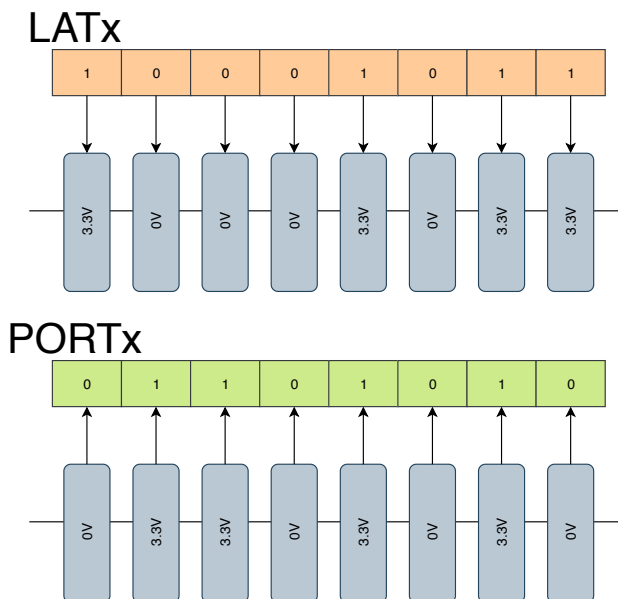 LATx
1 0 0 0 1 0 1 1
3.3V 0V 0V 0V 3.3V 0V 3.3V 3.3V
PORTx
0 1 1 0 1 0 1 0
0V 3.3V 3.3V 0V 3.3V 0V 3.3V 0V